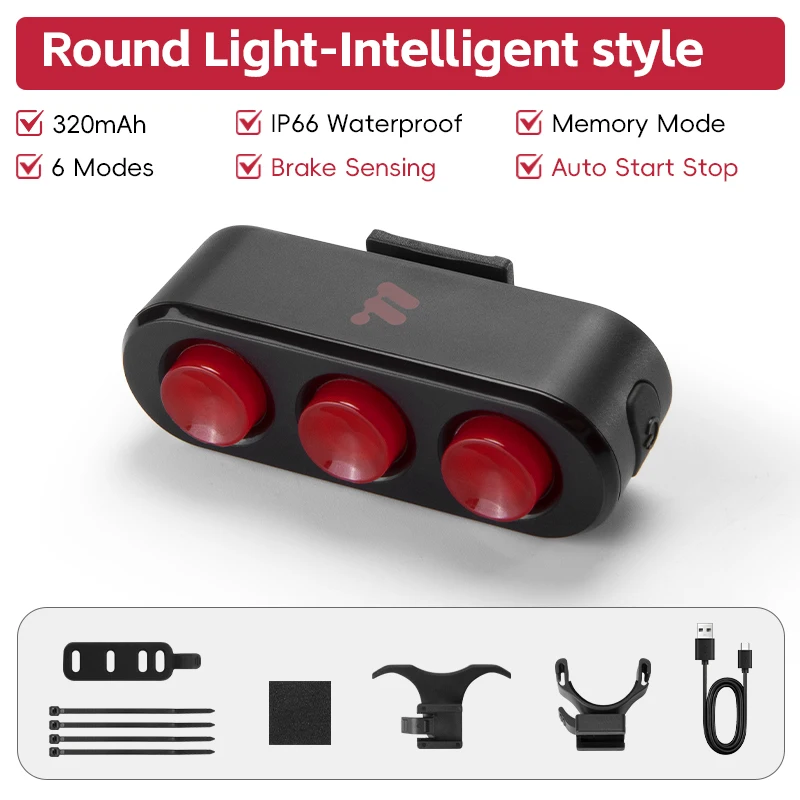 Round Light-Intelligent style
320mAh
IP66 Waterproof
Memory Mode
6 Modes
Brake Sensing
Auto Start Stop